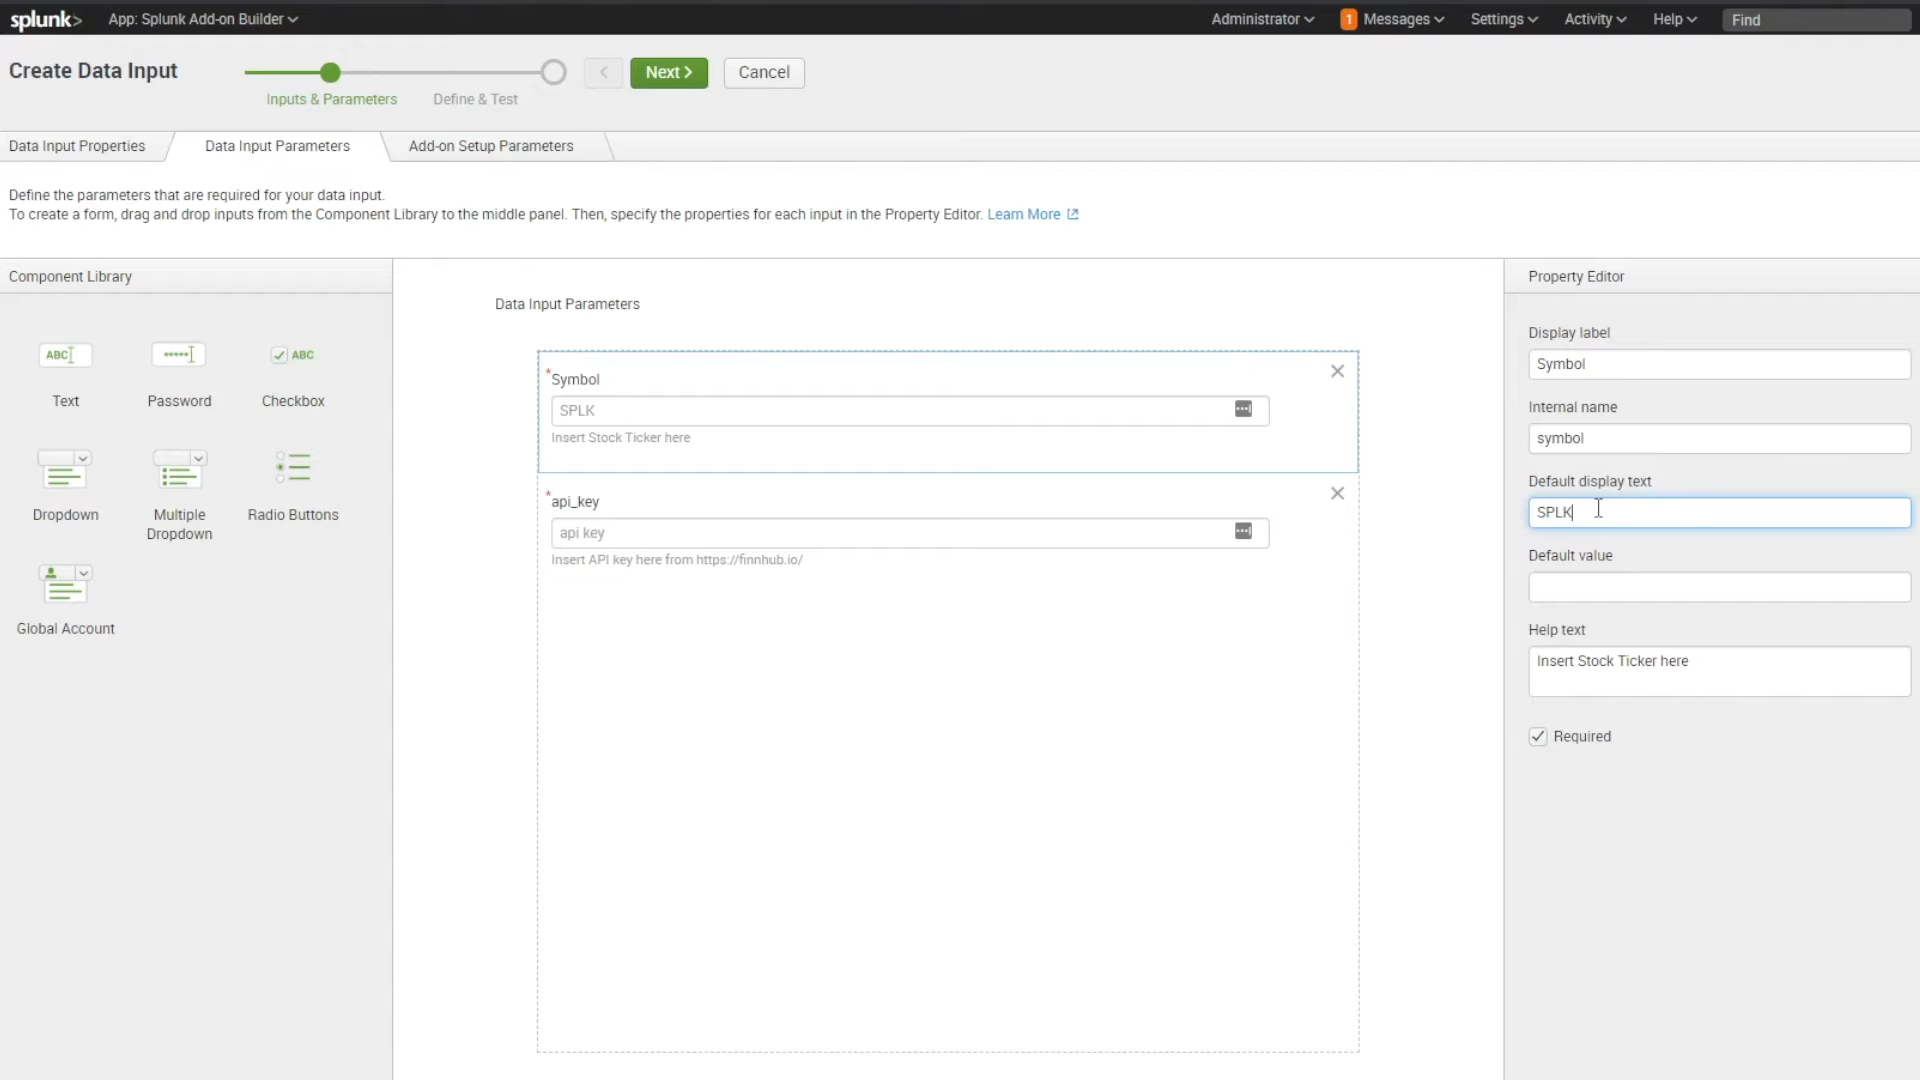 splunk>
App: Splunk Add-on Builder
Administrator
1 Messages
Settings
Activity
Help
Find
Create Data Input
Next
Cancel
Inputs & Parameters
Define & Test
Data Input Properties
Data Input Parameters
Add-on Setup Parameters
Define the parameters that are required for your data input.
To create a form, drag and drop inputs from the Component Library to the middle panel. Then, specify the properties for each input in the Property Editor. Learn More
Component Library
ABC
*****
ABC
Text
Password
Checkbox
Dropdown
Multiple
Dropdown
Radio Buttons
Global Account
Data Input Parameters
*Symbol
SPLK
Insert Stock Ticker here
*api_key
api key
Insert API key here from https://finnhub.io/
Property Editor
Display label
Symbol
Internal name
symbol
Default display text
SPLK
Default value
Help text
Insert Stock Ticker here
Required